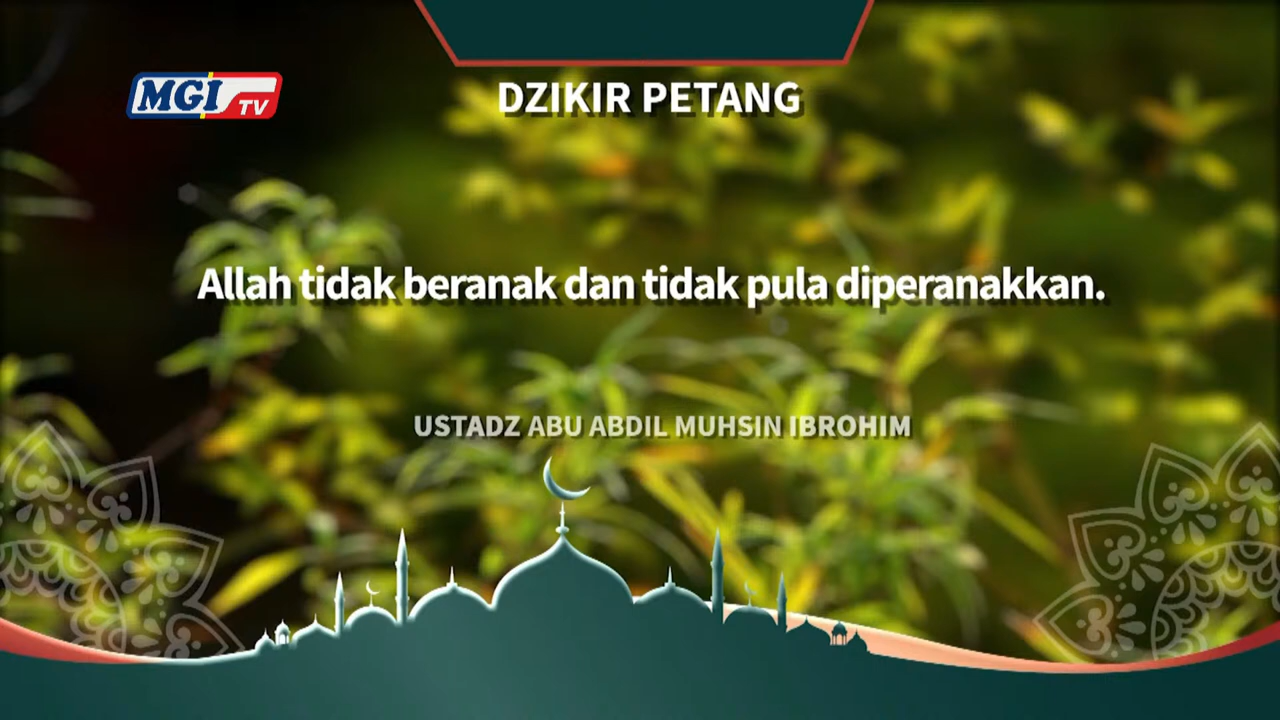 MGI TV
DZIKIR PETANG
Allah tidak beranak dan tidak pula diperanakkan.
USTADZ ABU ABDIL MUHSIN IBROHIM